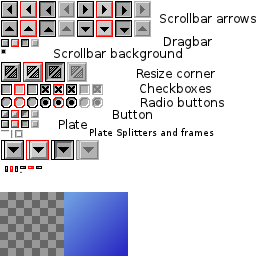 Scrollbar arrows
Dragbar
Scrollbar background
Resize corner
Checkboxes
Radio buttons
Button
Plate
Plate Splitters and frames